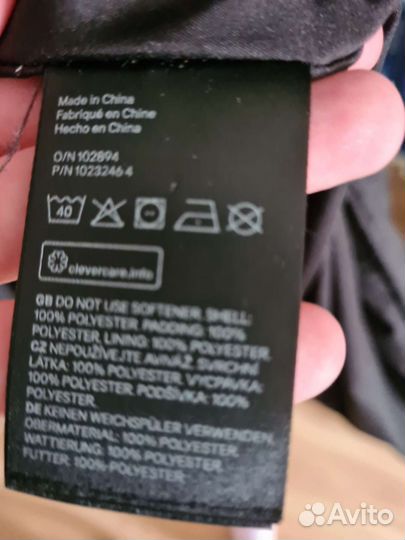 Made in China
Fabriqué en Chine
Hecho en China
O/N 102894
P/N 1023246 4
40
clevercare.info
GB DO NOT USE SOFTENER. SHELL:
100% POLYESTER. PADDING: 100%
POLYESTER. LINING: 100% POLYESTER.
CZ NEPOUŽÍVEJTE AVIVÁŽ. SVRCHNÍ
LÁTKA: 100% POLYESTER. VYCPÁVKA:
100% POLYESTER. PODŠÍVKA: 100%
POLYESTER.
DE KEINEN WEICHSPÜLER VERWENDEN.
OBERMATERIAL: 100% POLYESTER.
WATTIERUNG: 100% POLYESTER.
FUTTER: 100% POLYESTER.
Avito